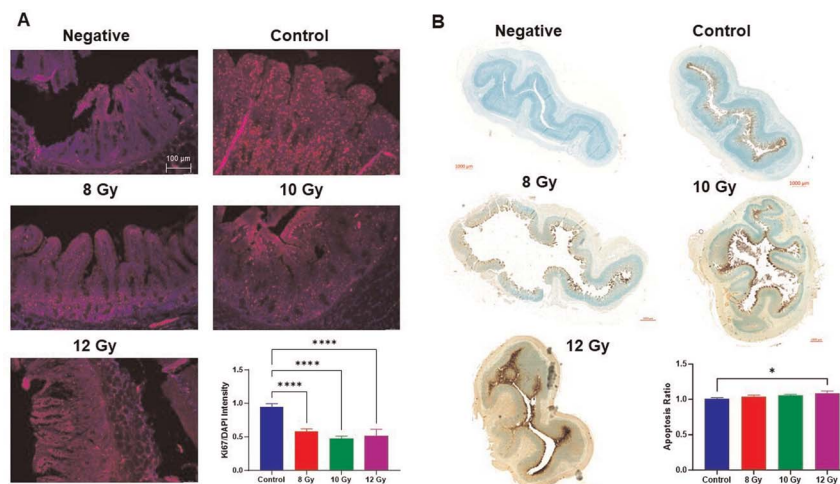 A
Negative
Control
100 µm
8 Gy
10 Gy
12 Gy
****
****
****
Ki67/DAPI Intensity
1.5
1.0
0.5
0.0
Control
8 Gy
10 Gy
12 Gy
B
Negative
Control
1000 µm
1000 µm
8 Gy
10 Gy
12 Gy
*
Apoptosis Ratio
1.5
1.0
0.5
0.0
Control
8 Gy
10 Gy
12 Gy